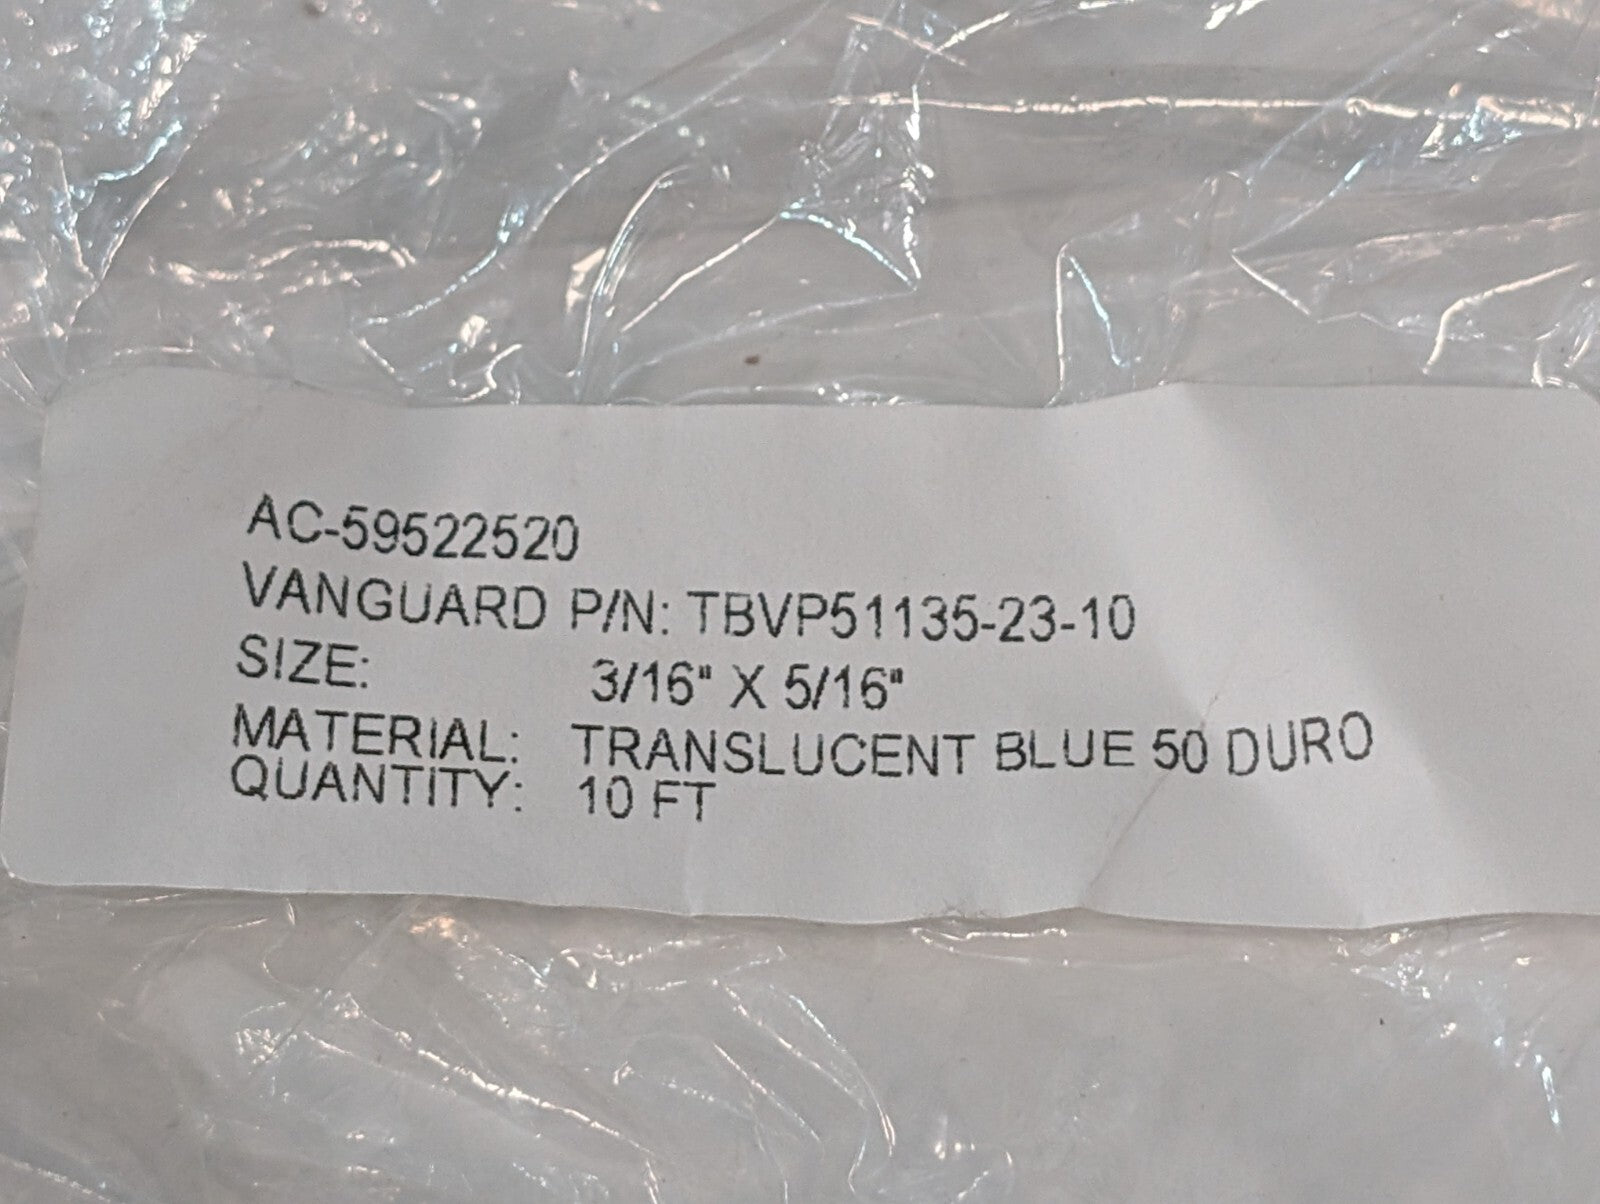 AC-59522520
VANGUARD P/N: TBVP51135-23-10
SIZE: 3/16" X 5/16"
MATERIAL: TRANSLUCENT BLUE 50 DURO
QUANTITY: 10 FT